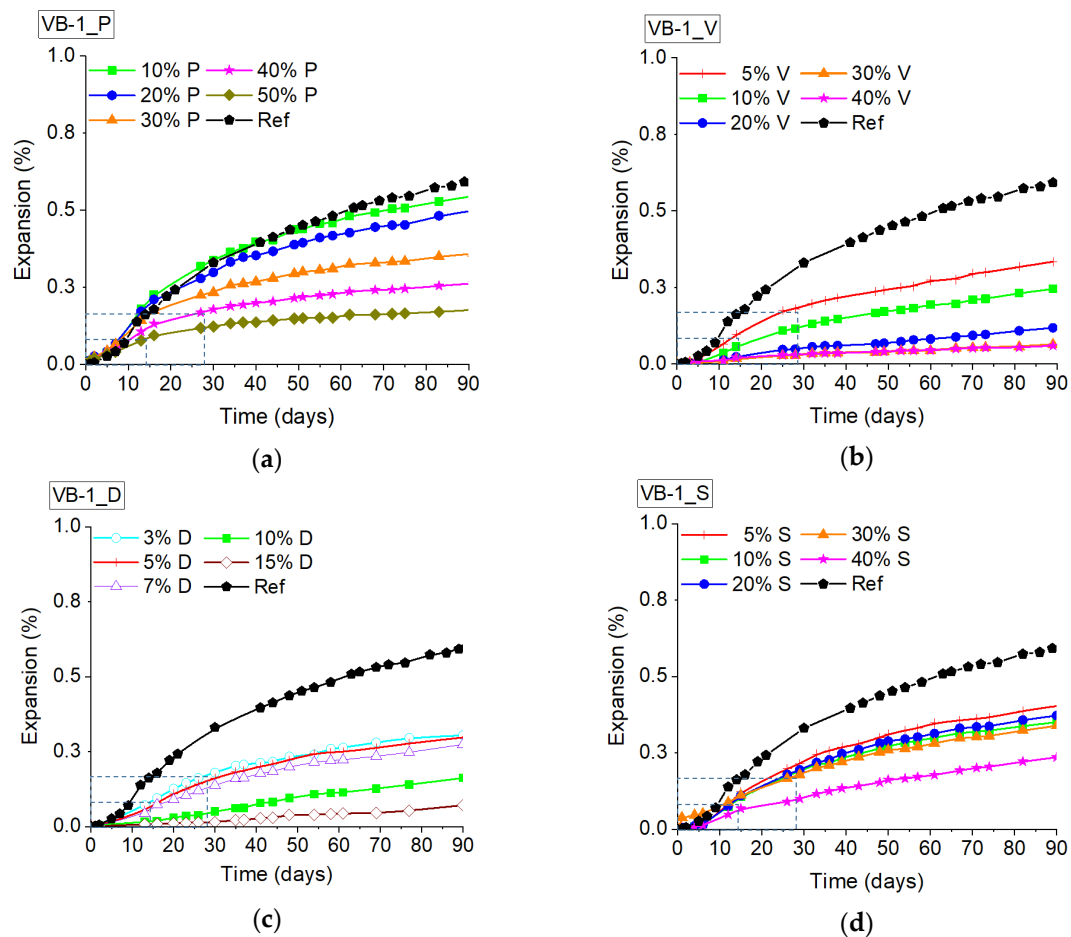 VB-1_P
1.0
0.8
0.5
0.3
0.0
Expansion (%)
10% P
20% P
30% P
40% P
50% P
Ref
0 10 20 30 40 50 60 70 80 90
Time (days)
(a)
VB-1_V
1.0
0.8
0.5
0.3
0.0
Expansion (%)
5% V
10% V
20% V
30% V
40% V
Ref
0 10 20 30 40 50 60 70 80 90
Time (days)
(b)
VB-1_D
1.0
0.8
0.5
0.3
0.0
Expansion (%)
3% D
5% D
7% D
10% D
15% D
Ref
0 10 20 30 40 50 60 70 80 90
Time (days)
(c)
VB-1_S
1.0
0.8
0.5
0.3
0.0
Expansion (%)
5% S
10% S
20% S
30% S
40% S
Ref
0 10 20 30 40 50 60 70 80 90
Time (days)
(d)